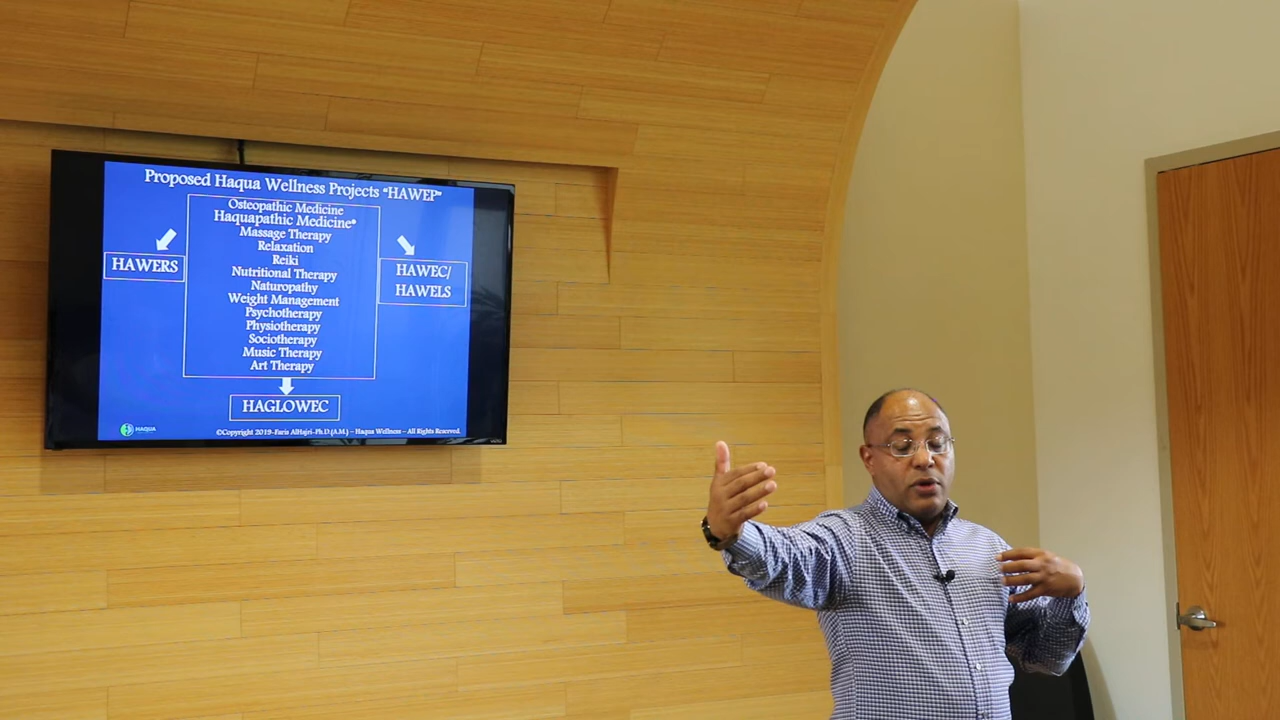 Proposed Haqua Wellness Projects "HAWEP"
Osteopathic Medicine
Haquapathic Medicine®
Massage Therapy
Relaxation
Reiki
Nutritional Therapy
Naturopathy
Weight Management
Psychotherapy
Physiotherapy
Sociotherapy
Music Therapy
Art Therapy
HAWERS
HAWEC/
HAWELS
HAGLOWEC
HAQUA
©Copyright 2019-Faris AlHajri-Ph.D.(A.M.) – Haqua Wellness – All Rights Reserved.